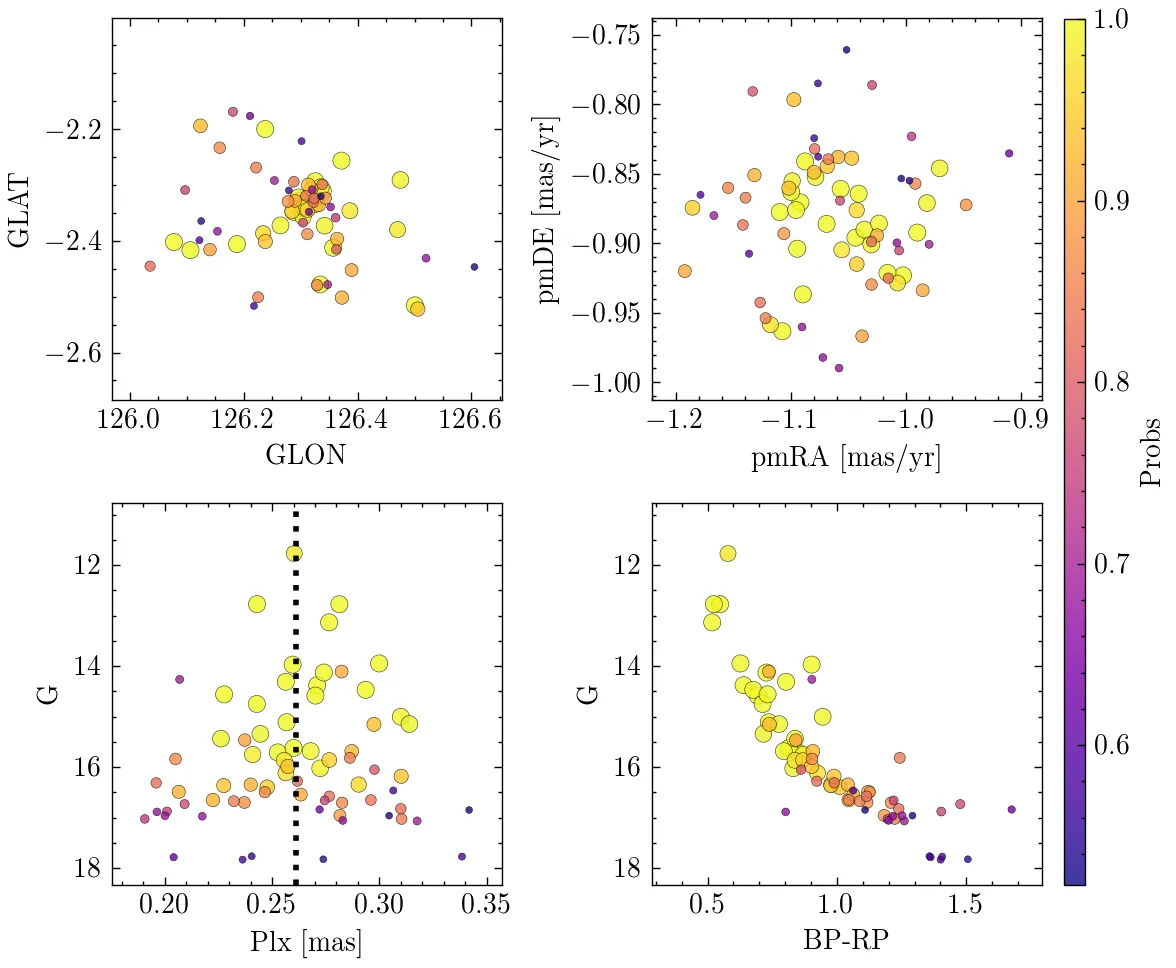 −2.2
−2.4
−2.6
GLAT
126.0 126.2 126.4 126.6
GLON
−0.75
−0.80
−0.85
−0.90
−0.95
−1.00
pmDE [mas/yr]
−1.2 −1.1 −1.0 −0.9
pmRA [mas/yr]
12
14
16
18
G
0.20 0.25 0.30 0.35
Plx [mas]
12
14
16
18
G
0.5 1.0 1.5
BP-RP
1.0
0.9
0.8
0.7
0.6
Probs